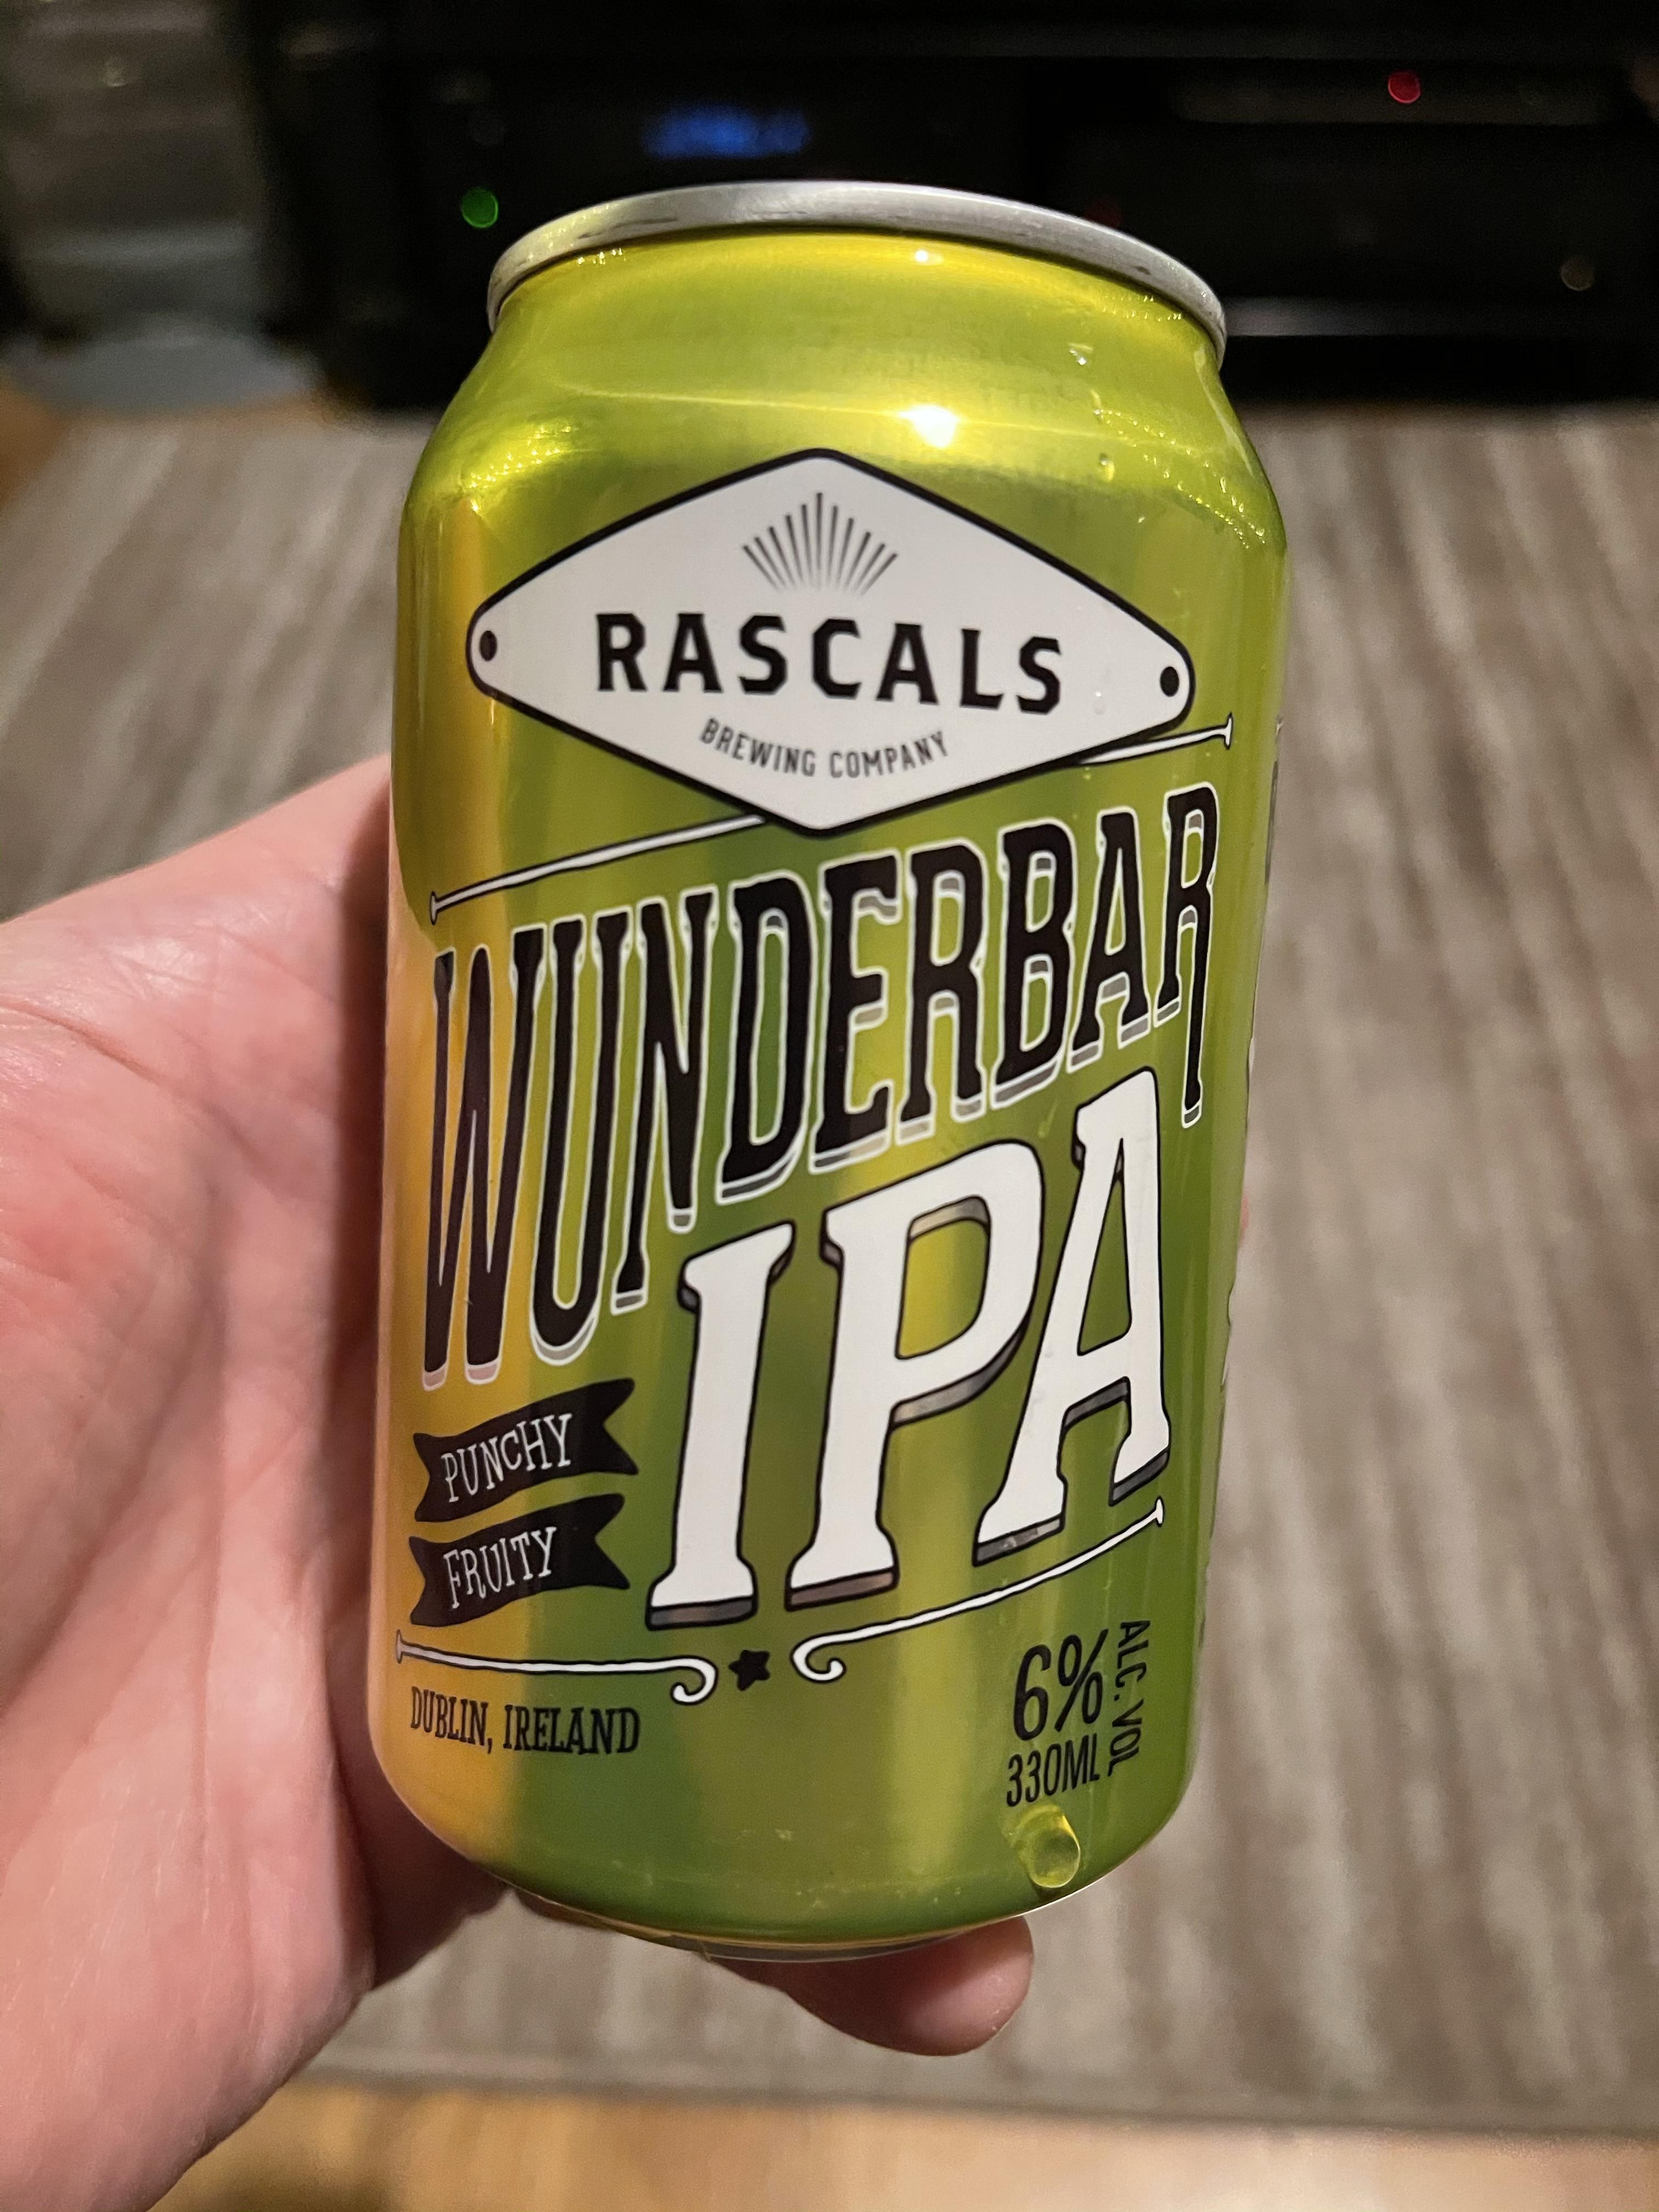 RASCALS
BREWING COMPANY
WUNDERBAR
IPA
PUNCHY
FRUITY
DUBLIN, IRELAND
6% ALC. VOL
330ML